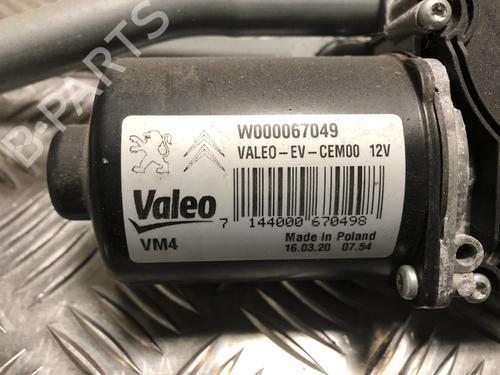 W000067049
VALEO-EV-CEM00 12V
Valeo
7 144000 670498
VM4
Made in Poland
16.03.20 07.54
B-PARTS